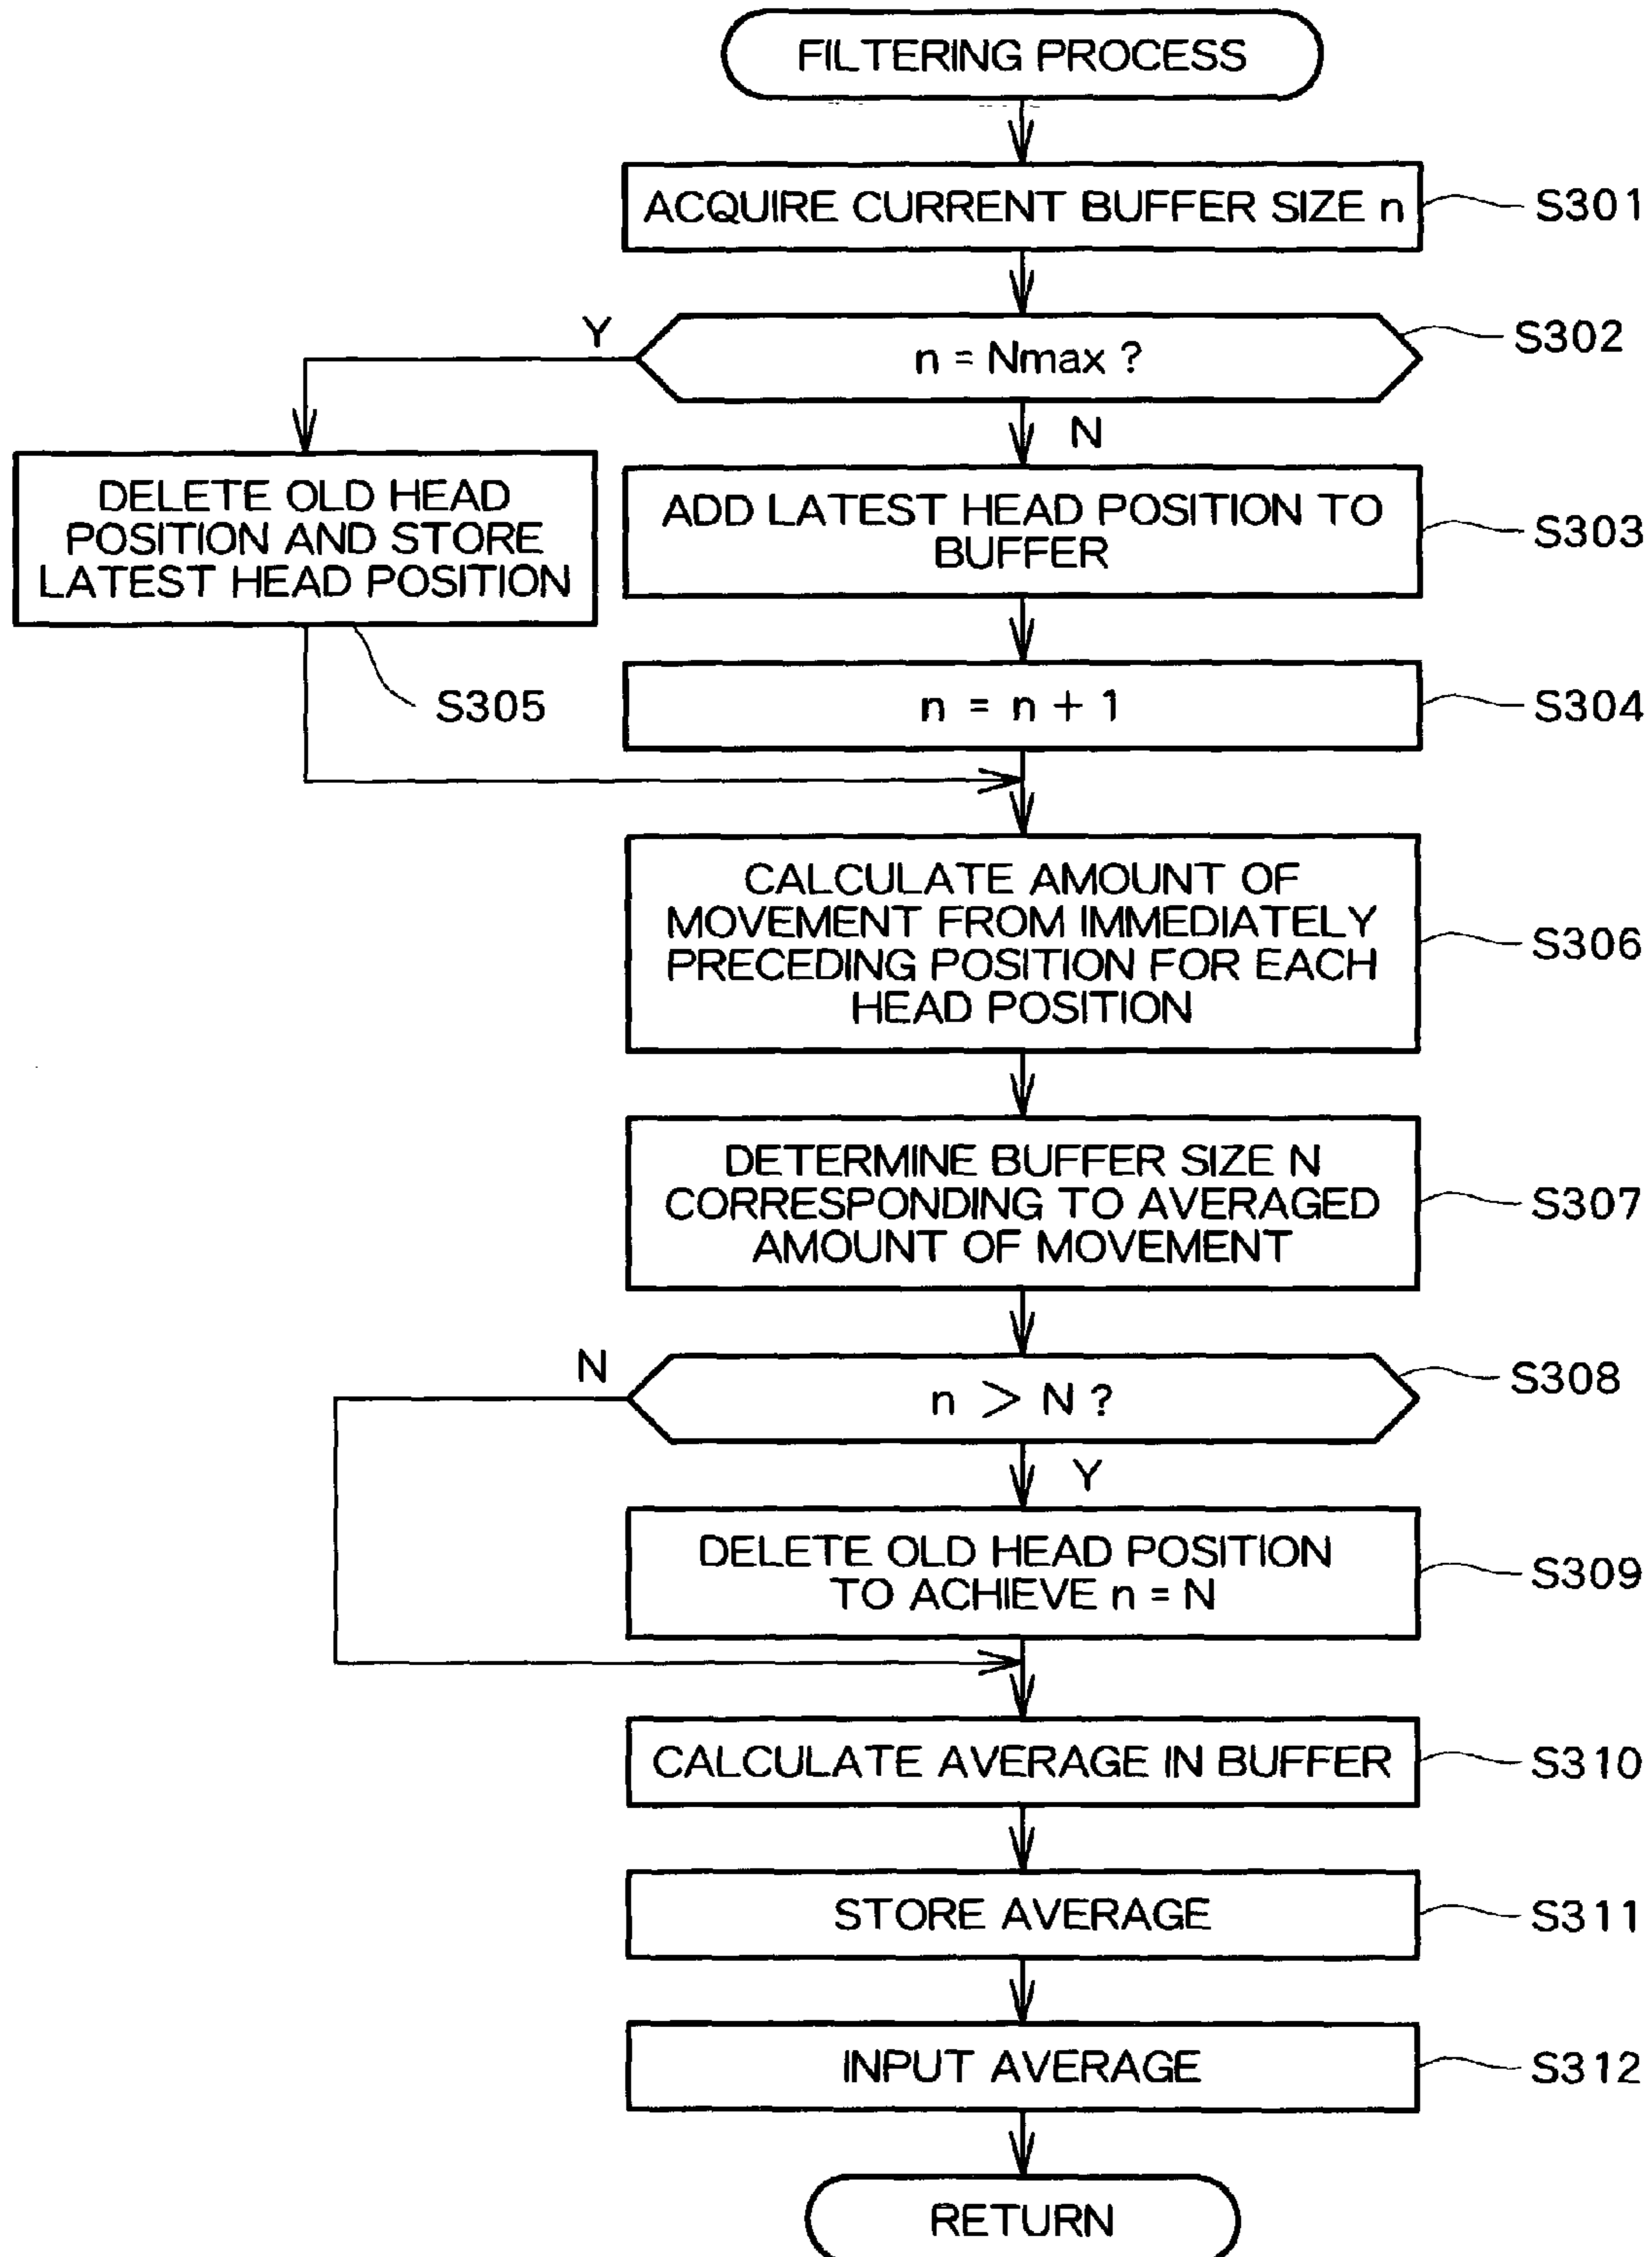 FILTERING PROCESS
ACQUIRE CURRENT BUFFER SIZE n
S301
Y
n = Nmax ?
S302
N
DELETE OLD HEAD
POSITION AND STORE
LATEST HEAD POSITION
S305
ADD LATEST HEAD POSITION TO
BUFFER
S303
n = n + 1
S304
CALCULATE AMOUNT OF
MOVEMENT FROM IMMEDIATELY
PRECEDING POSITION FOR EACH
HEAD POSITION
S306
DETERMINE BUFFER SIZE N
CORRESPONDING TO AVERAGED
AMOUNT OF MOVEMENT
S307
N
n > N ?
S308
Y
DELETE OLD HEAD POSITION
TO ACHIEVE n = N
S309
CALCULATE AVERAGE IN BUFFER
S310
STORE AVERAGE
S311
INPUT AVERAGE
S312
RETURN